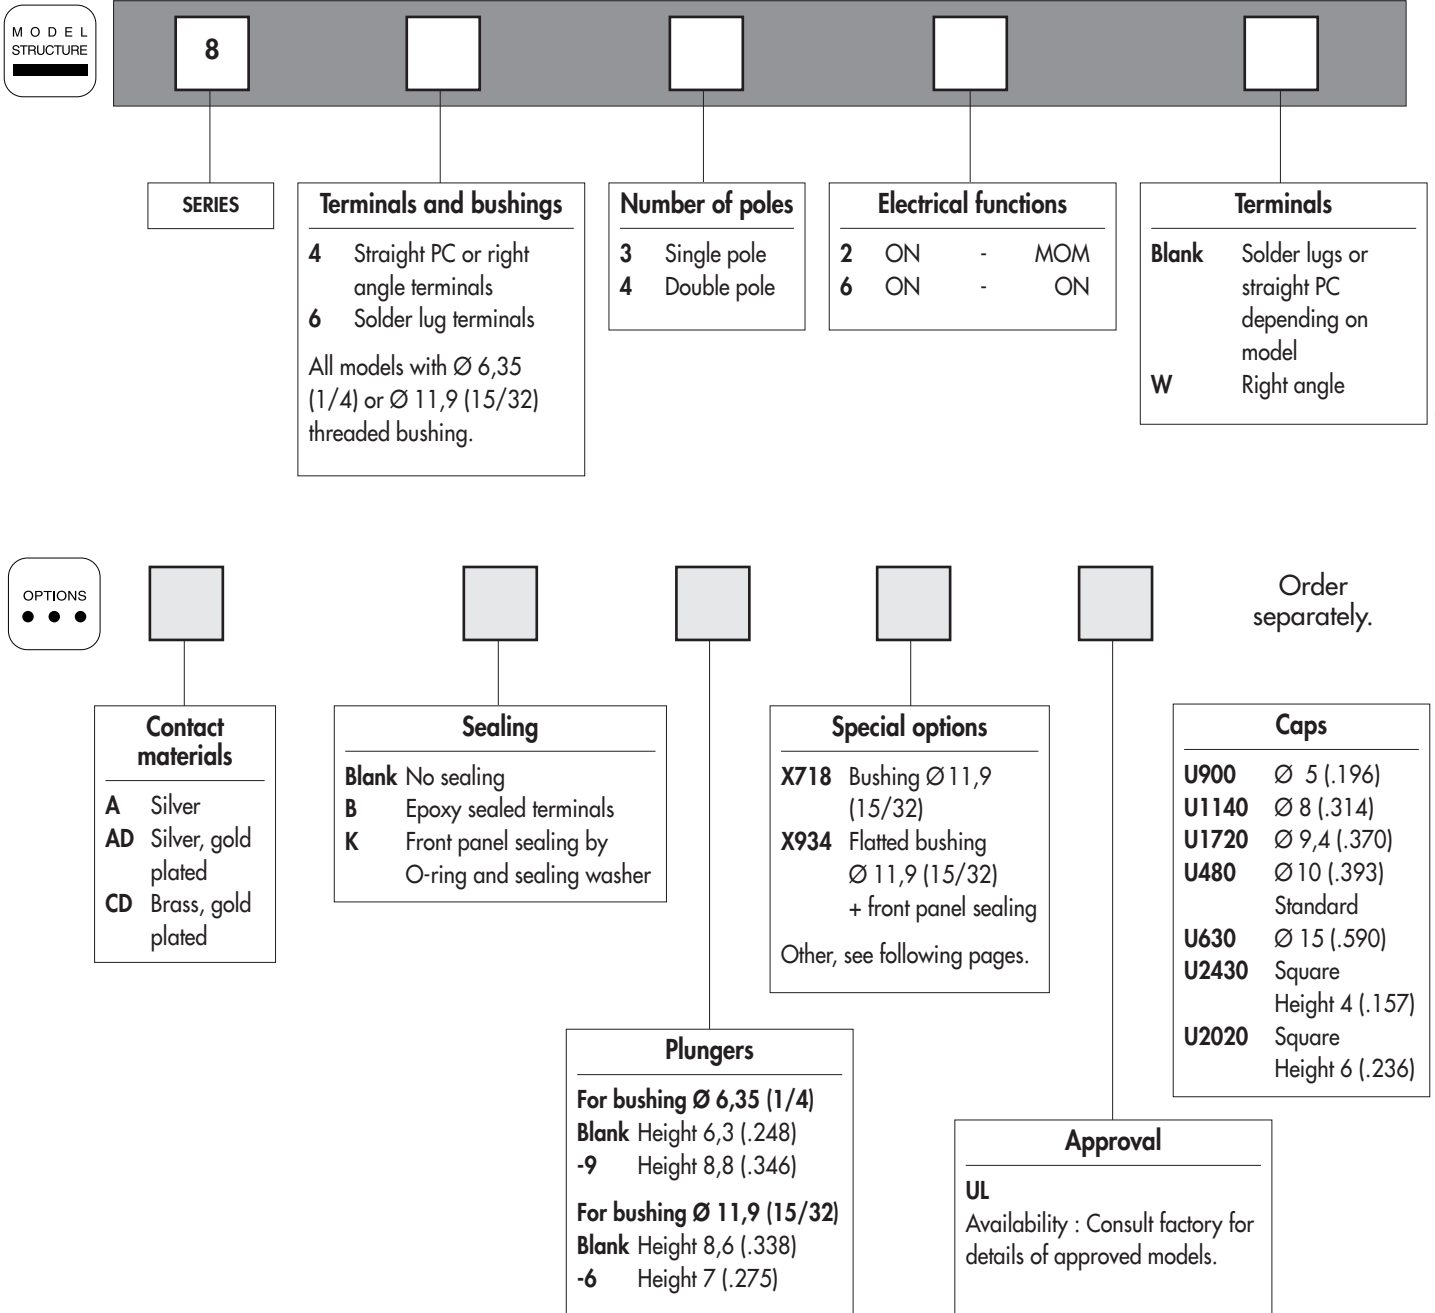 MODEL
STRUCTURE
8
SERIES
Terminals and bushings
4 Straight PC or right
angle terminals
6 Solder lug terminals
All models with Ø 6,35
(1/4) or Ø 11,9 (15/32)
threaded bushing.
Number of poles
3 Single pole
4 Double pole
Electrical functions
2 ON - MOM
6 ON - ON
Terminals
Blank Solder lugs or
straight PC
depending on
model
W Right angle
OPTIONS
Order
separately.
Contact
materials
A Silver
AD Silver, gold
plated
CD Brass, gold
plated
Sealing
Blank No sealing
B Epoxy sealed terminals
K Front panel sealing by
O-ring and sealing washer
Plungers
For bushing Ø 6,35 (1/4)
Blank Height 6,3 (.248)
-9 Height 8,8 (.346)
For bushing Ø 11,9 (15/32)
Blank Height 8,6 (.338)
-6 Height 7 (.275)
Special options
X718 Bushing Ø 11,9
(15/32)
X934 Flatted bushing
Ø 11,9 (15/32)
+ front panel sealing
Other, see following pages.
Approval
UL
Availability : Consult factory for
details of approved models.
Caps
U900 Ø 5 (.196)
U1140 Ø 8 (.314)
U1720 Ø 9,4 (.370)
U480 Ø 10 (.393)
Standard
U630 Ø 15 (.590)
U2430 Square
Height 4 (.157)
U2020 Square
Height 6 (.236)